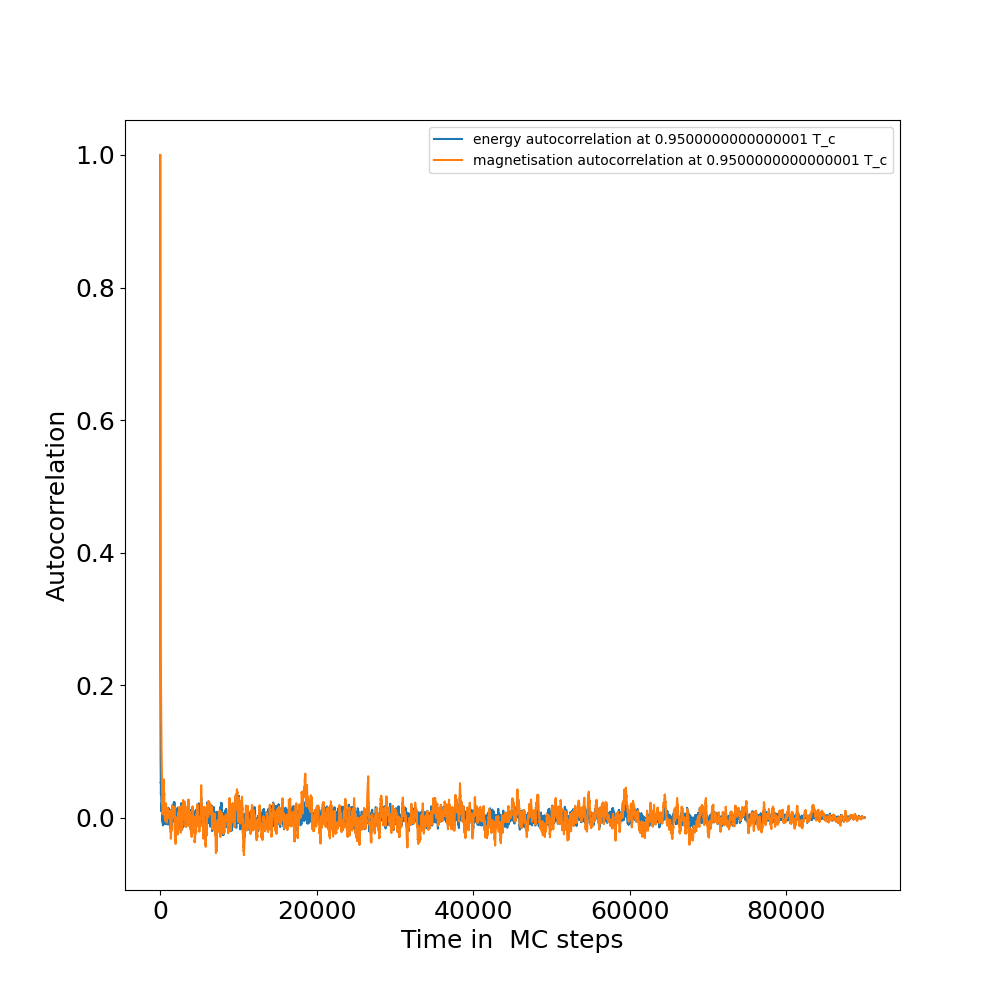 energy autocorrelation at 0.9500000000000001 T_c
magnetisation autocorrelation at 0.9500000000000001 T_c
1.0
0.8
0.6
0.4
0.2
0.0
Autocorrelation
0 20000 40000 60000 80000
Time in  MC steps